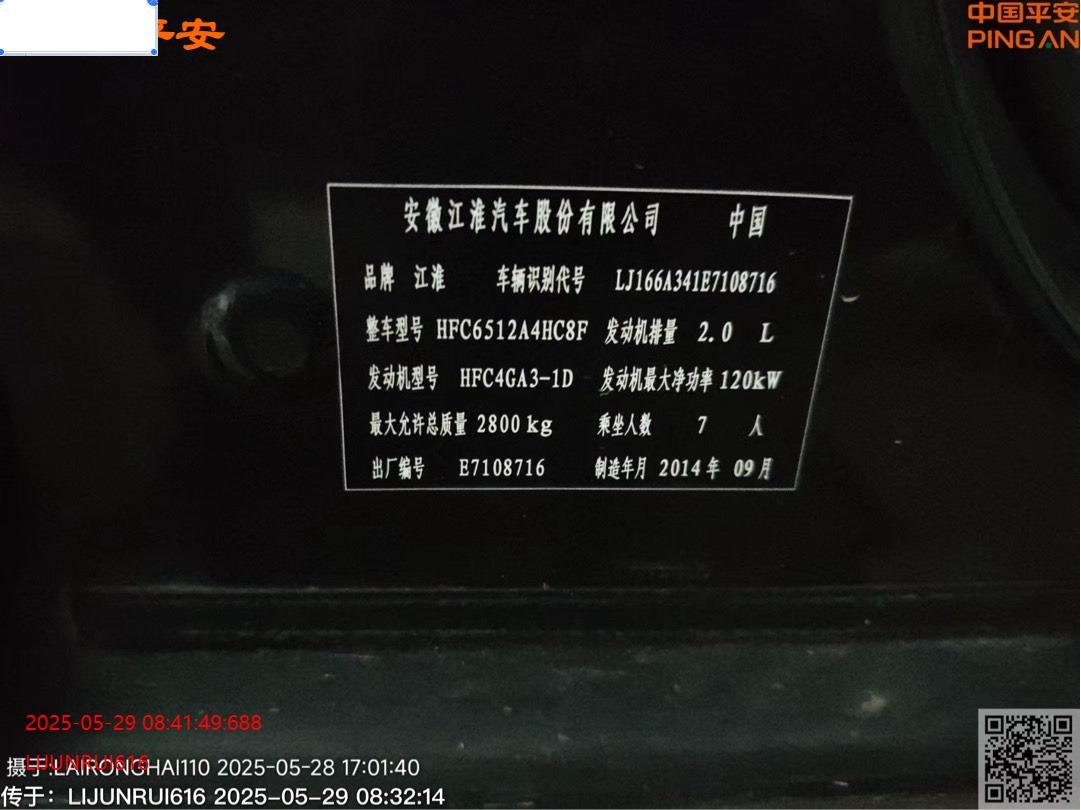 平安
中国平安
PING AN
安徽江淮汽车股份有限公司 中国
品牌 江淮 车辆识别代号 LJ166A341E7108716
整车型号 HFC6512A4HC8F 发动机排量 2.0 L
发动机型号 HFC4GA3-1D 发动机最大净功率 120kW
最大允许总质量 2800 kg 乘坐人数 7 人
出厂编号 E7108716 制造年月 2014 年 09 月
2025-05-29 08:41:49:688
LIJUNRUI616
摄于:LAIRONGHAI110 2025-05-28 17:01:40
传于: LIJUNRUI616 2025-05-29 08:32:14